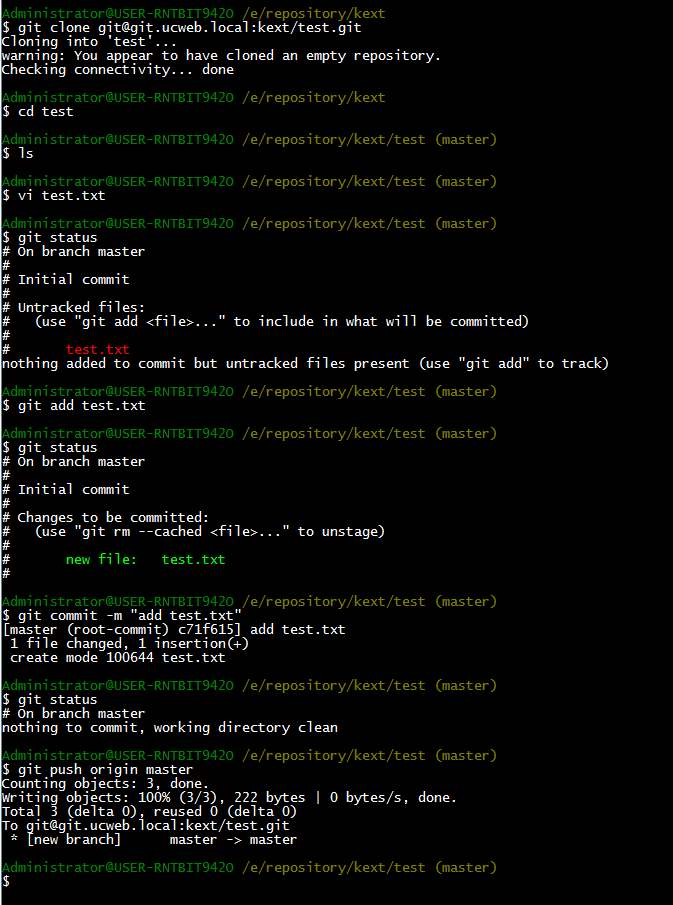 Administrator@USER-RNTBIT942O /e/repository/kext
$ git clone git@git.ucweb.local:kext/test.git
Cloning into 'test'...
warning: You appear to have cloned an empty repository.
Checking connectivity... done
Administrator@USER-RNTBIT942O /e/repository/kext
$ cd test
Administrator@USER-RNTBIT942O /e/repository/kext/test (master)
$ ls
Administrator@USER-RNTBIT942O /e/repository/kext/test (master)
$ vi test.txt
Administrator@USER-RNTBIT942O /e/repository/kext/test (master)
$ git status
# On branch master
#
# Initial commit
#
# Untracked files:
#   (use "git add <file>..." to include in what will be committed)
#
#       test.txt
nothing added to commit but untracked files present (use "git add" to track)
Administrator@USER-RNTBIT942O /e/repository/kext/test (master)
$ git add test.txt
Administrator@USER-RNTBIT942O /e/repository/kext/test (master)
$ git status
# On branch master
#
# Initial commit
#
# Changes to be committed:
#   (use "git rm --cached <file>..." to unstage)
#
#       new file:   test.txt
#
Administrator@USER-RNTBIT942O /e/repository/kext/test (master)
$ git commit -m "add test.txt"
[master (root-commit) c71f615] add test.txt
 1 file changed, 1 insertion(+)
 create mode 100644 test.txt
Administrator@USER-RNTBIT942O /e/repository/kext/test (master)
$ git status
# On branch master
nothing to commit, working directory clean
Administrator@USER-RNTBIT942O /e/repository/kext/test (master)
$ git push origin master
Counting objects: 3, done.
Writing objects: 100% (3/3), 222 bytes | 0 bytes/s, done.
Total 3 (delta 0), reused 0 (delta 0)
To git@git.ucweb.local:kext/test.git
 * [new branch]      master -> master
Administrator@USER-RNTBIT942O /e/repository/kext/test (master)
$